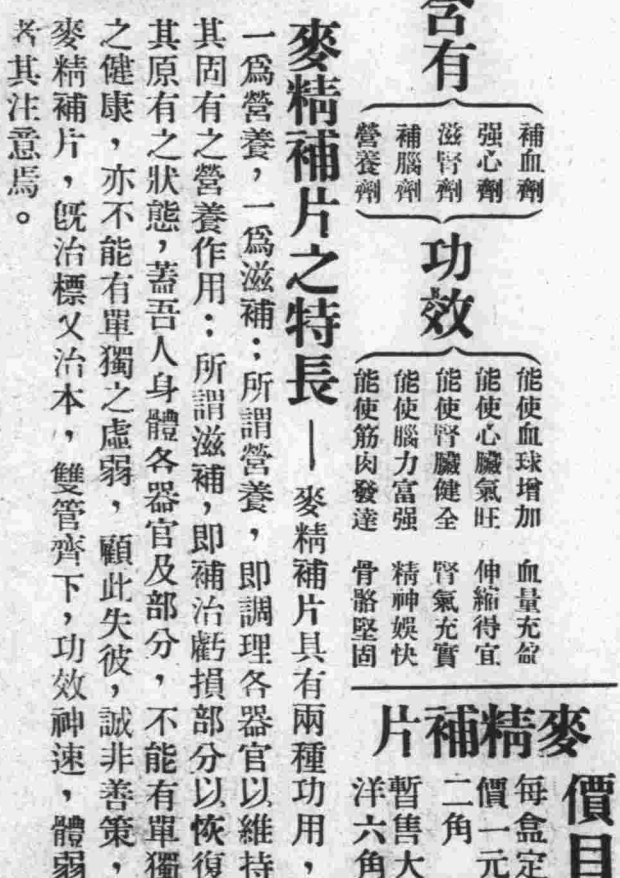 含有
補血劑
强心劑
滋腎劑
補腦劑
營養劑
功效
能使血球增加 血量充盈
能使心臟氣旺 伸縮得宜
能使腎臟健全 腎氣充實
能使腦力富强 精神娛快
能使筋肉發達 骨骼堅固
價目
麥精補片
每盒定
價一元
二角
暫售大
洋六角
麥精補片之特長—麥精補片具有兩種功用，
一爲營養，一爲滋補；所謂營養，即調理各器官以維持
其固有之營養作用；所謂滋補，即補治虧損部分以恢復
其原有之狀態，蓋吾人身體各器官及部分，不能有單獨
之健康，亦不能有單獨之虛弱，顧此失彼，誠非善策，
麥精補片，旣治標又治本，雙管齊下，功效神速，體弱
者其注意焉。